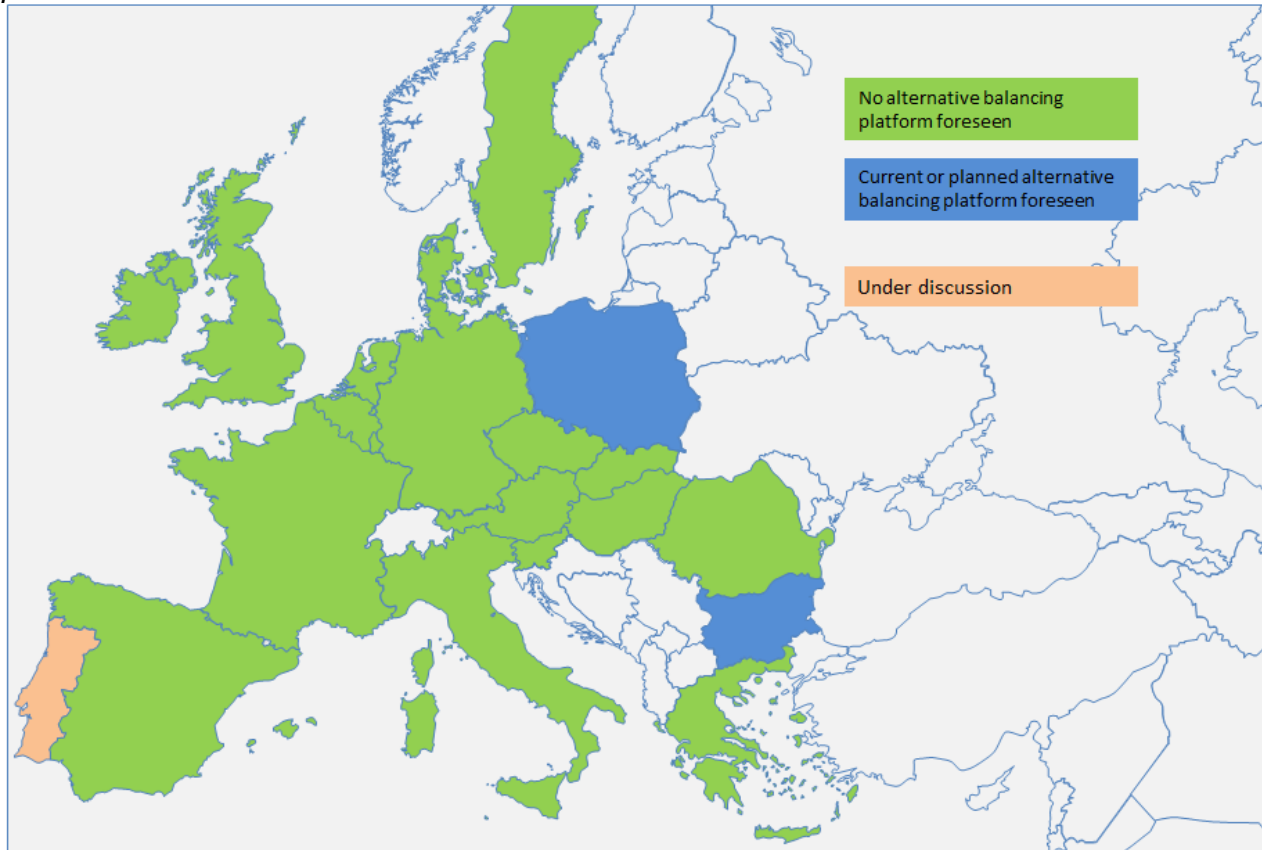 No alternative balancing
platform foreseen
Current or planned alternative
balancing platform foreseen
Under discussion